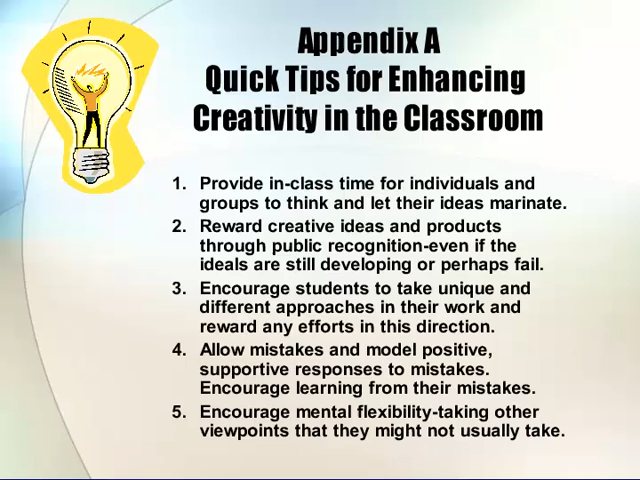 Appendix A
Quick Tips for Enhancing
Creativity in the Classroom
1. Provide in-class time for individuals and
groups to think and let their ideas marinate.
2. Reward creative ideas and products
through public recognition-even if the
ideals are still developing or perhaps fail.
3. Encourage students to take unique and
different approaches in their work and
reward any efforts in this direction.
4. Allow mistakes and model positive,
supportive responses to mistakes.
Encourage learning from their mistakes.
5. Encourage mental flexibility-taking other
viewpoints that they might not usually take.